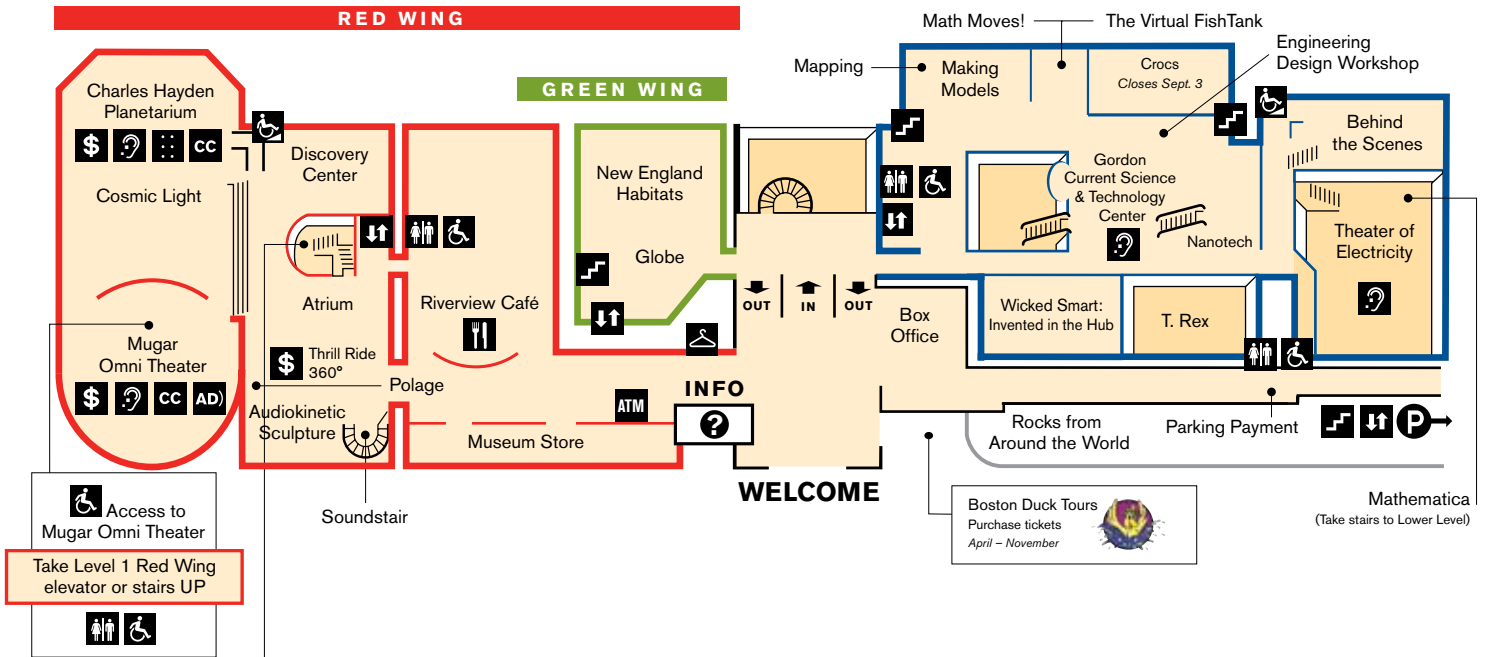 RED WING
GREEN WING
Math Moves!
The Virtual FishTank
Engineering
Design Workshop
Mapping
Making
Models
Crocs
Closes Sept. 3
Behind
the Scenes
Charles Hayden
Planetarium
$
CC
Cosmic Light
Discovery
Center
New England
Habitats
Globe
Gordon
Current Science
& Technology
Center
Nanotech
Theater of
Electricity
Atrium
Riverview Café
OUT
IN
OUT
Box
Office
Wicked Smart:
Invented in the Hub
T. Rex
Mugar
Omni Theater
$
CC
AD)
$
Thrill Ride
360°
Polage
Audiokinetic
Sculpture
ATM
Museum Store
INFO
?
Rocks from
Around the World
Parking Payment
P
WELCOME
Soundstair
Access to
Mugar Omni Theater
Take Level 1 Red Wing
elevator or stairs UP
Boston Duck Tours
Purchase tickets
April – November
Mathematica
(Take stairs to Lower Level)